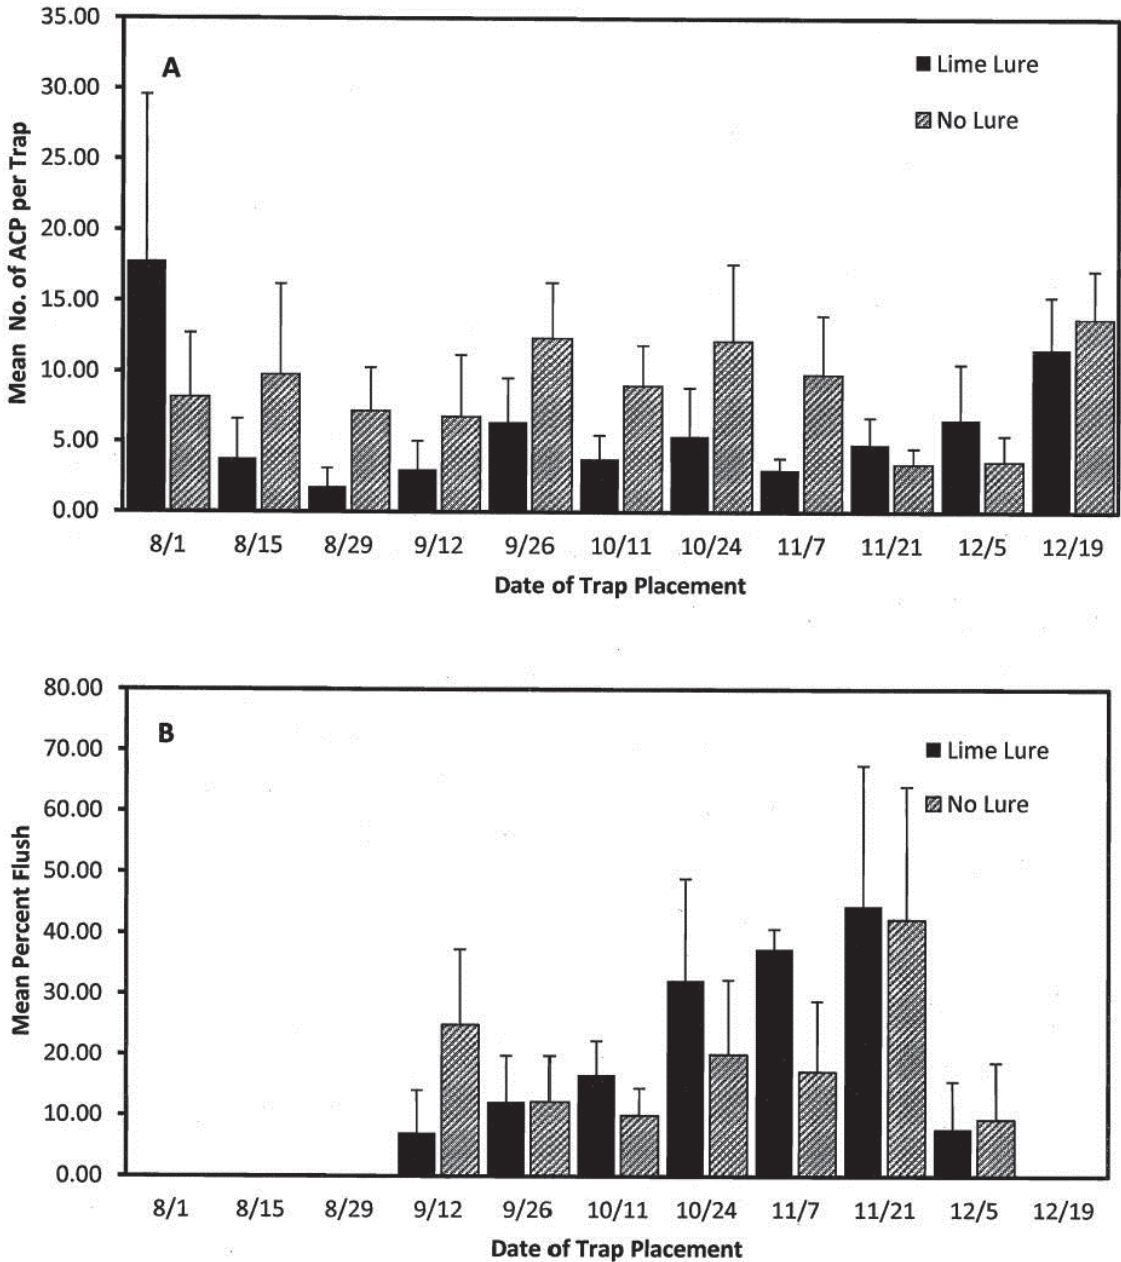 35.00
30.00
25.00
20.00
15.00
10.00
5.00
0.00
Mean No. of ACP per Trap
A
Lime Lure
No Lure
8/1 8/15 8/29 9/12 9/26 10/11 10/24 11/7 11/21 12/5 12/19
Date of Trap Placement
80.00
70.00
60.00
50.00
40.00
30.00
20.00
10.00
0.00
Mean Percent Flush
B
Lime Lure
No Lure
8/1 8/15 8/29 9/12 9/26 10/11 10/24 11/7 11/21 12/5 12/19
Date of Trap Placement